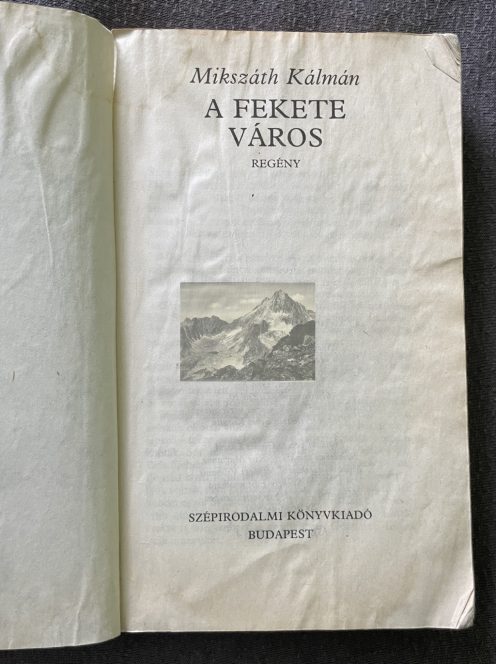 Mikszáth Kálmán
A FEKETE
VÁROS
REGÉNY
SZÉPIRODALMI KÖNYVKIADÓ
BUDAPEST